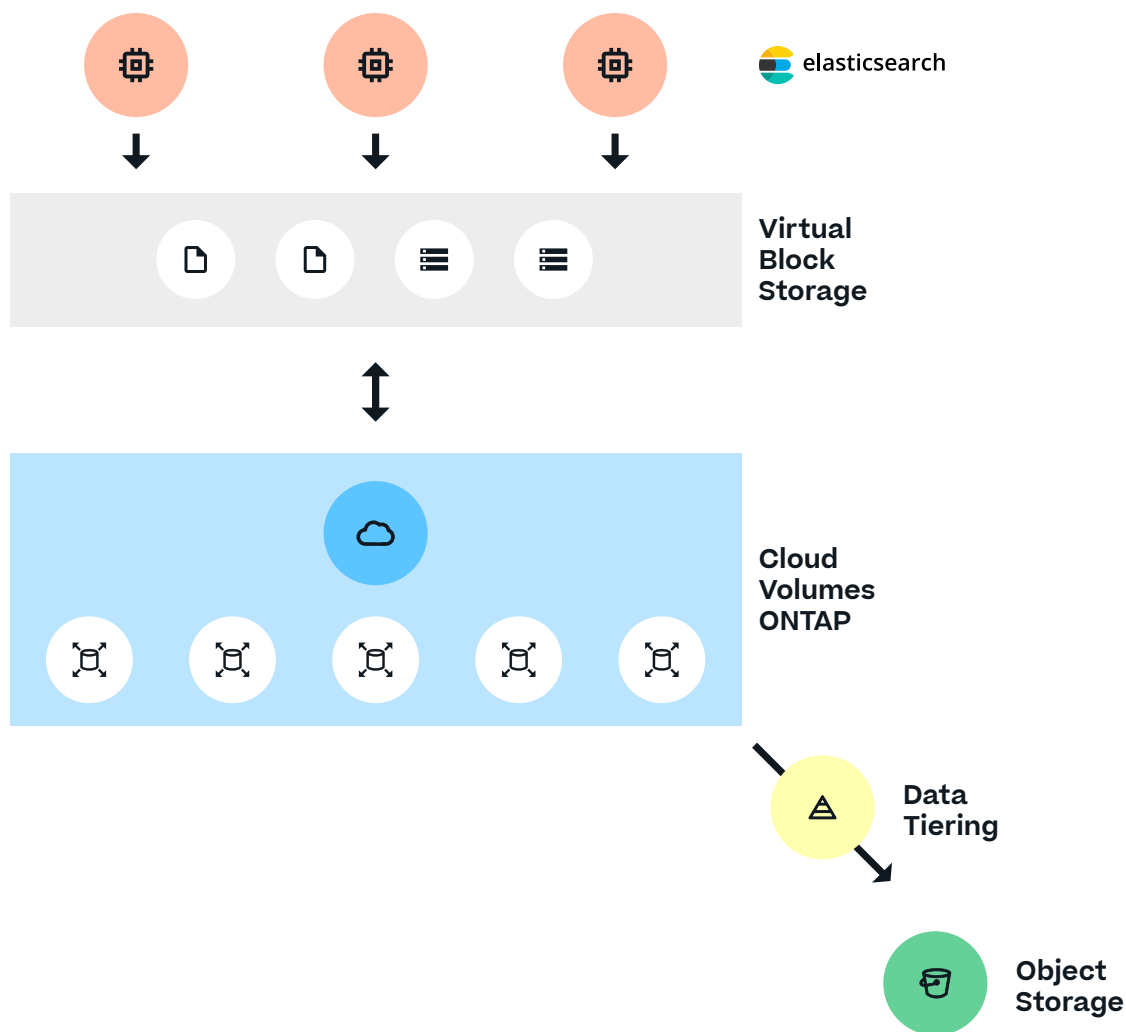 elasticsearch
Virtual
Block
Storage
Cloud
Volumes
ONTAP
Data
Tiering
Object
Storage